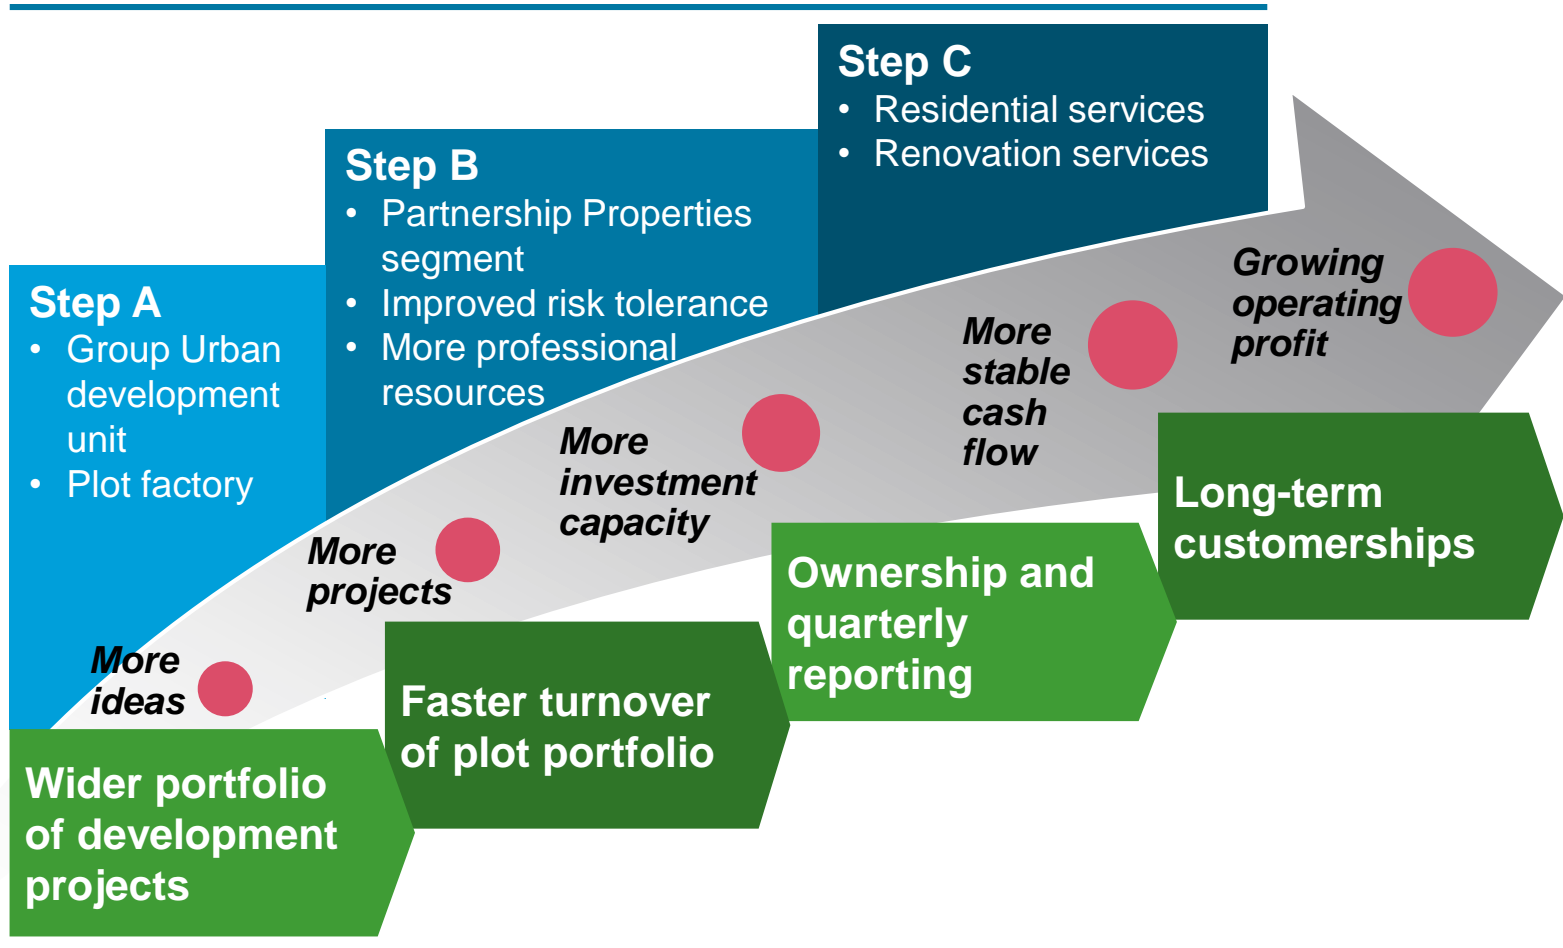 Step A
• Group Urban
development
unit
• Plot factory
Step B
• Partnership Properties
segment
• Improved risk tolerance
• More professional
resources
Step C
• Residential services
• Renovation services
More
ideas
More
projects
More
investment
capacity
More
stable
cash
flow
Growing
operating
profit
Wider portfolio
of development
projects
Faster turnover
of plot portfolio
Ownership and
quarterly
reporting
Long-term
customerships